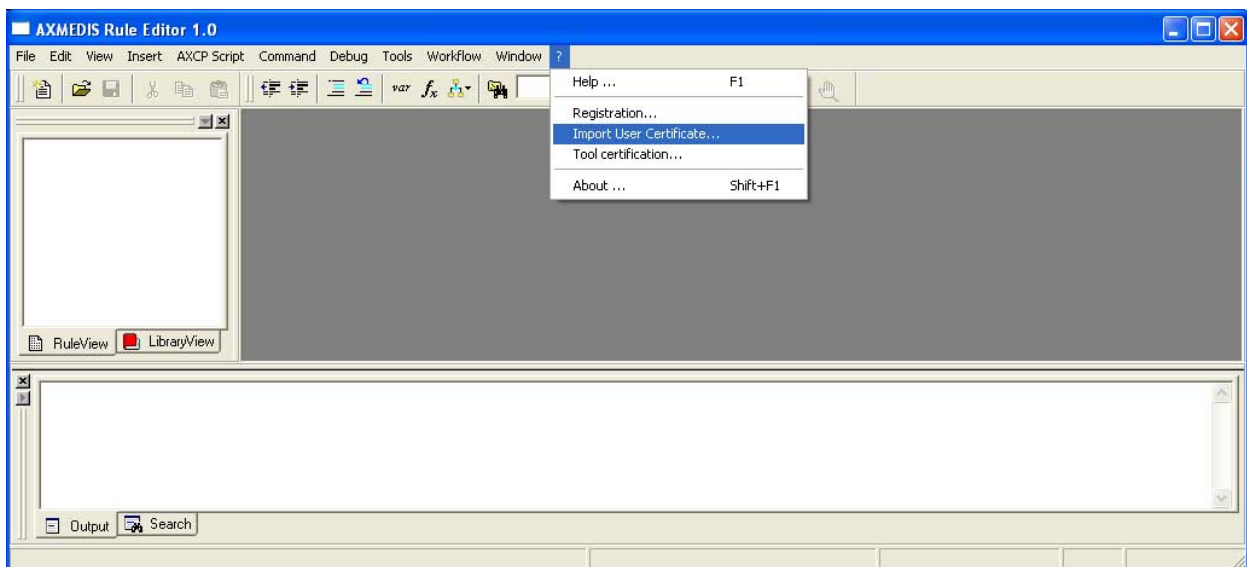 AXMEDIS Rule Editor 1.0
File Edit View Insert AXCP Script Command Debug Tools Workflow Window ?
var fx
Help ... F1
Registration...
Import User Certificate...
Tool certification...
About ... Shift+F1
RuleView LibraryView
Output Search